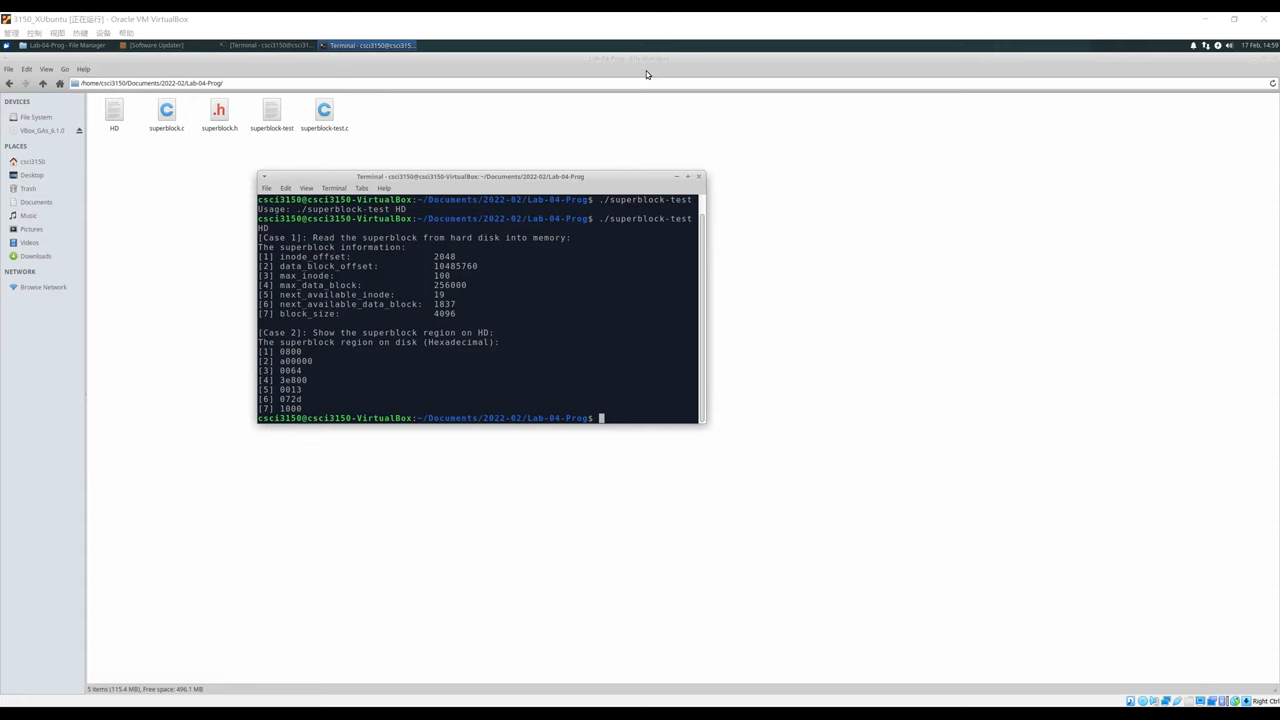 3150_XUbuntu [正在运行] - Oracle VM VirtualBox
管理 控制 视图 热键 设备 帮助
Lab-04-Prog - File Manager [Software Updater] [Terminal - csci3150@csci31... Terminal - csci3150@csci315... 17 Feb, 14:59
Lab-04-Prog - File Manager
File Edit View Go Help
/home/csci3150/Documents/2022-02/Lab-04-Prog/
DEVICES
File System
VBox_GAs_6.1.0
PLACES
csci3150
Desktop
Trash
Documents
Music
Pictures
Videos
Downloads
NETWORK
Browse Network
C .h C
HD superblock.c superblock.h superblock-test superblock-test.c
Terminal - csci3150@csci3150-VirtualBox: ~/Documents/2022-02/Lab-04-Prog
File Edit View Terminal Tabs Help
csci3150@csci3150-VirtualBox:~/Documents/2022-02/Lab-04-Prog$ ./superblock-test
Usage: ./superblock-test HD
csci3150@csci3150-VirtualBox:~/Documents/2022-02/Lab-04-Prog$ ./superblock-test
HD
[Case 1]: Read the superblock from hard disk into memory:
The superblock information:
[1] inode_offset: 2048
[2] data_block_offset: 10485760
[3] max_inode: 100
[4] max_data_block: 256000
[5] next_available_inode: 19
[6] next_available_data_block: 1837
[7] block_size: 4096
[Case 2]: Show the superblock region on HD:
The superblock region on disk (Hexadecimal):
[1] 0800
[2] a00000
[3] 0064
[4] 3e800
[5] 0013
[6] 072d
[7] 1000
csci3150@csci3150-VirtualBox:~/Documents/2022-02/Lab-04-Prog$
5 items (115.4 MB), Free space: 496.1 MB
Right Ctrl